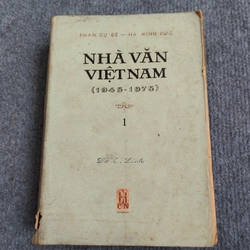 PHAN CỰ ĐỆ – HÀ MINH ĐỨC
NHÀ VĂN
VIỆT NAM
(1945-1975)
TẬP
1